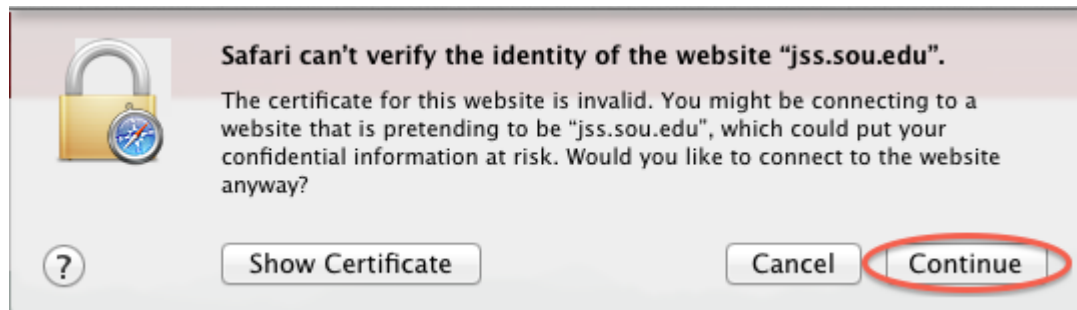 Safari can’t verify the identity of the website “jss.sou.edu”.
The certificate for this website is invalid. You might be connecting to a
website that is pretending to be “jss.sou.edu”, which could put your
confidential information at risk. Would you like to connect to the website
anyway?
? Show Certificate Cancel Continue